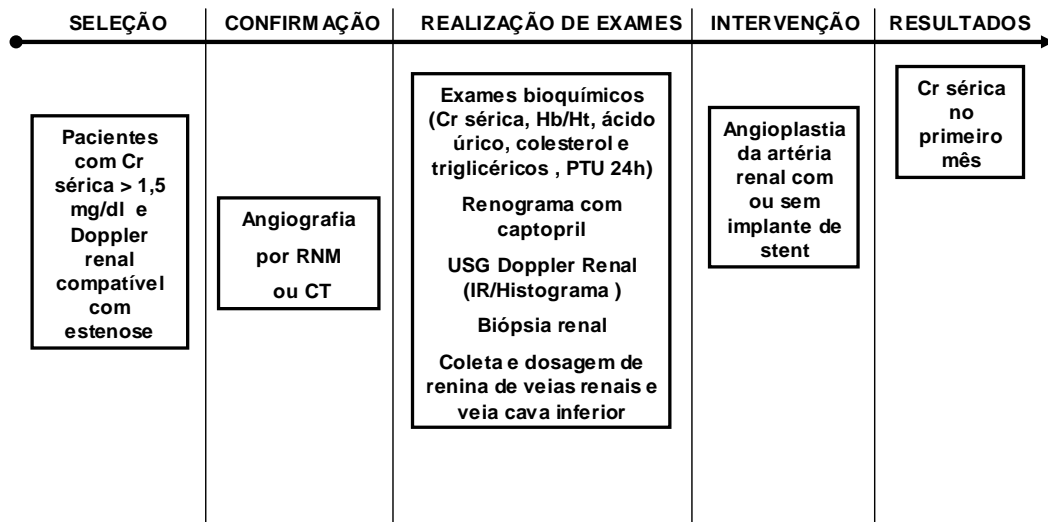 SELEÇÃO
CONFIRMAÇÃO
REALIZAÇÃO DE EXAMES
INTERVENÇÃO
RESULTADOS
Pacientes
com Cr
sérica > 1,5
mg/dl e
Doppler
renal
compatível
com
estenose
Angiografia
por RNM
ou CT
Exames bioquímicos
(Cr sérica, Hb/Ht, ácido
úrico, colesterol e
triglicéricos , PTU 24h)
Renograma com
captopril
USG Doppler Renal
(IR/Histograma )
Biópsia renal
Coleta e dosagem de
renina de veias renais e
veia cava inferior
Angioplastia
da artéria
renal com
ou sem
implante de
stent
Cr sérica
no
primeiro
mês